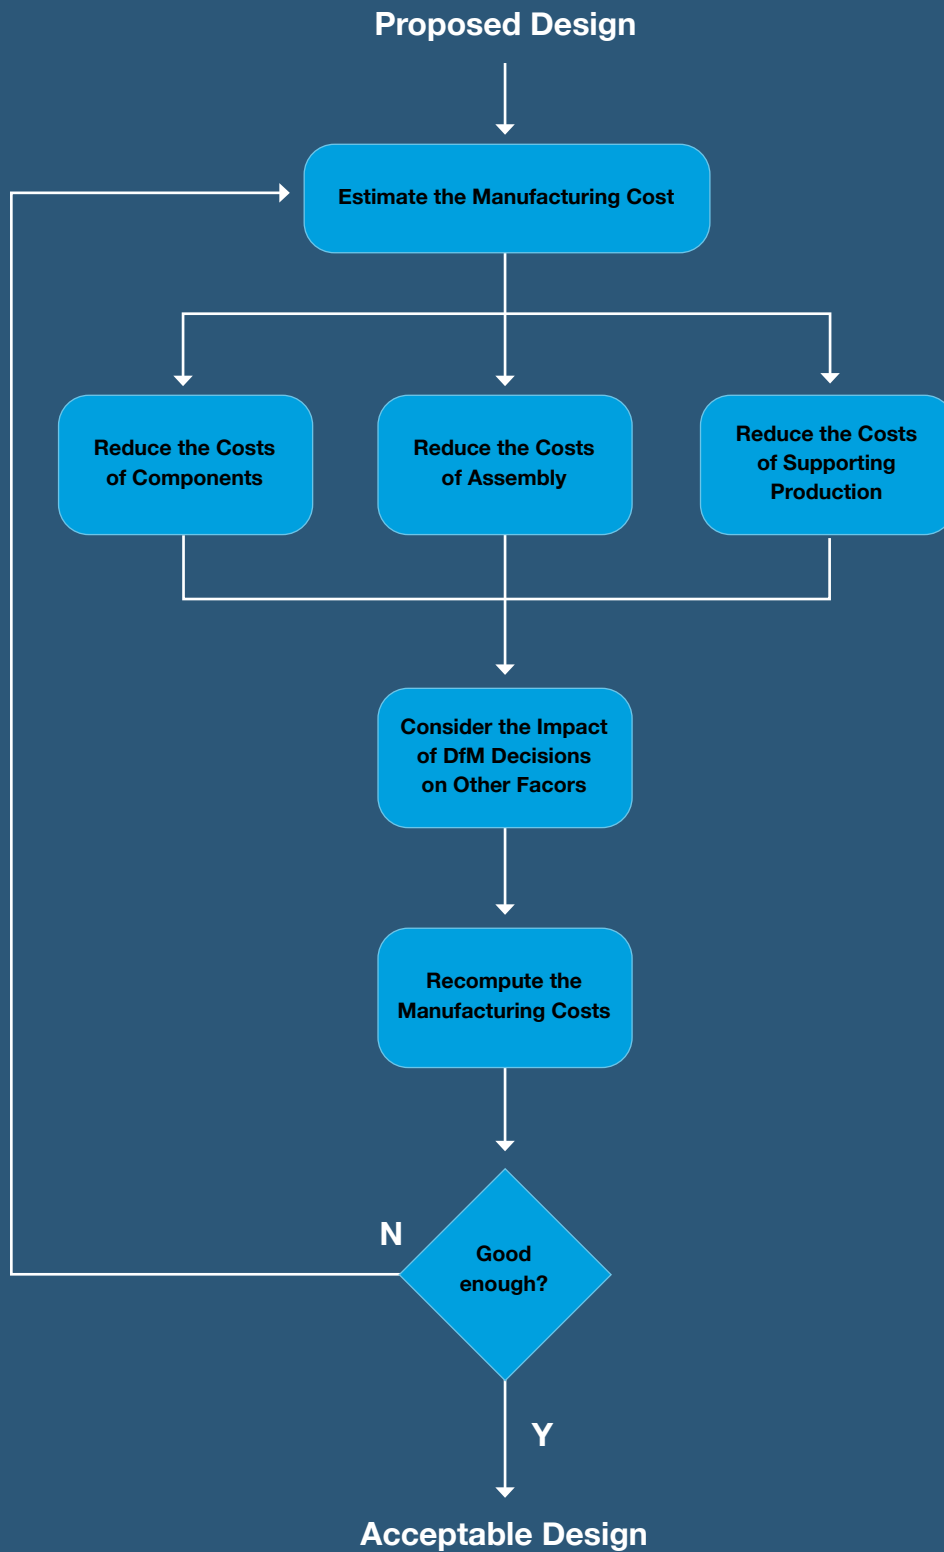 Proposed Design
Estimate the Manufacturing Cost
Reduce the Costs
of Components
Reduce the Costs
of Assembly
Reduce the Costs
of Supporting
Production
Consider the Impact
of DfM Decisions
on Other Facors
Recompute the
Manufacturing Costs
N
Good
enough?
Y
Acceptable Design